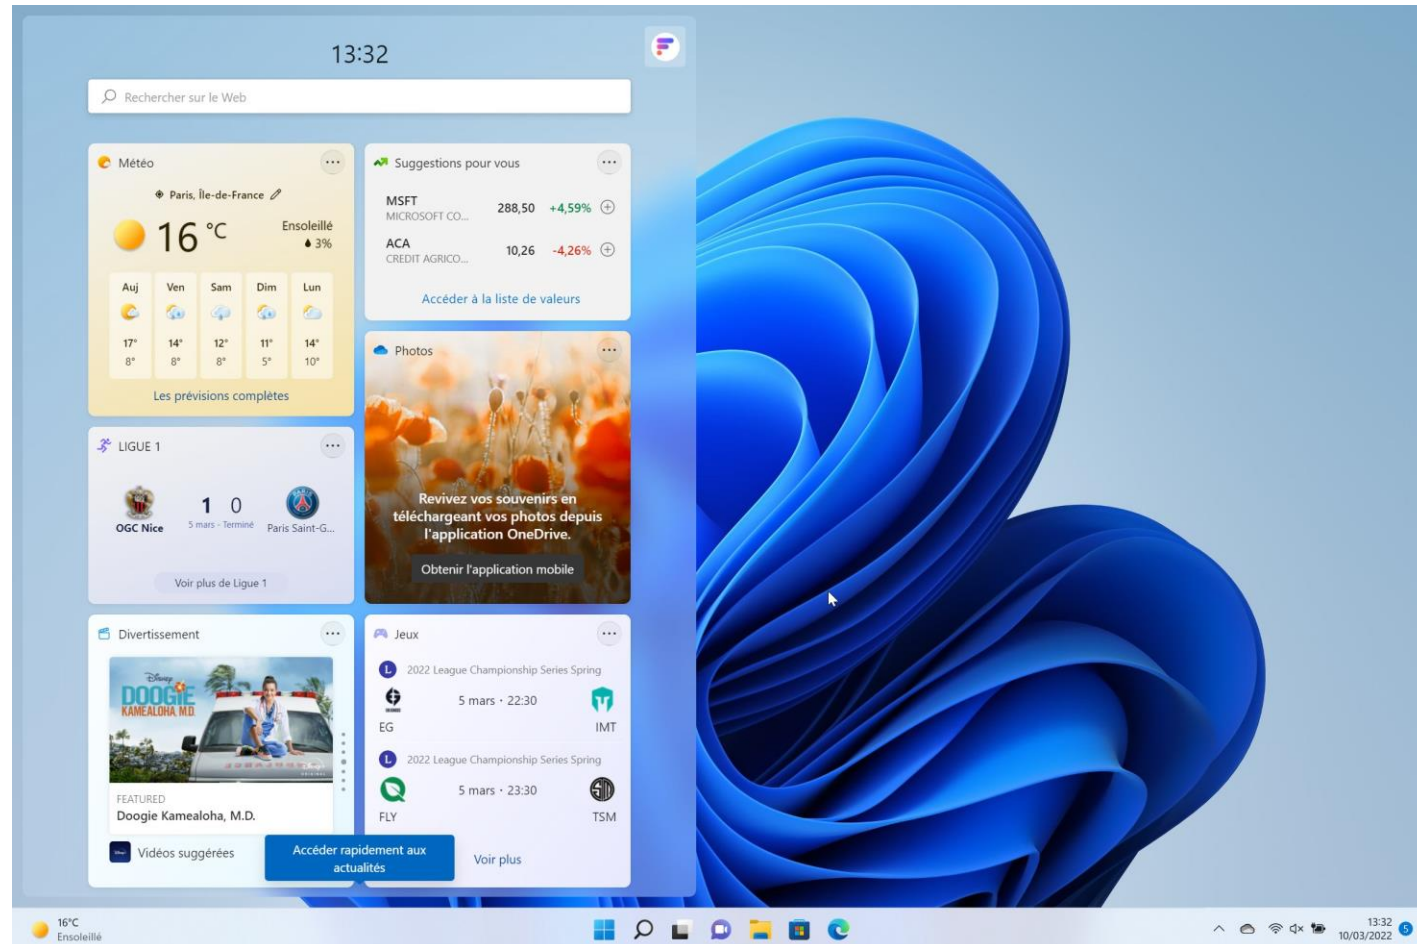 13:32
Rechercher sur le Web
Météo
Paris, Île-de-France
16 °C
Ensoleillé
3%
Auj Ven Sam Dim Lun
17° 14° 12° 11° 14°
8° 8° 8° 5° 10°
Les prévisions complètes
Suggestions pour vous
MSFT 288,50 +4,59%
MICROSOFT CO...
ACA 10,26 -4,26%
CREDIT AGRICO...
Accéder à la liste de valeurs
Photos
Revivez vos souvenirs en
téléchargeant vos photos depuis
l'application OneDrive.
Obtenir l'application mobile
LIGUE 1
1 0
5 mars - Terminé
OGC Nice
Paris Saint-G...
Voir plus de Ligue 1
Divertissement
Disney
DOOGIE
KAMEALOHA, M.D.
FEATURED
Doogie Kamealoha, M.D.
Vidéos suggérées
Jeux
L 2022 League Championship Series Spring
5 mars · 22:30
EG IMT
L 2022 League Championship Series Spring
5 mars · 23:30
FLY TSM
Voir plus
Accéder rapidement aux
actualités
16°C
Ensoleillé
13:32
10/03/2022
5